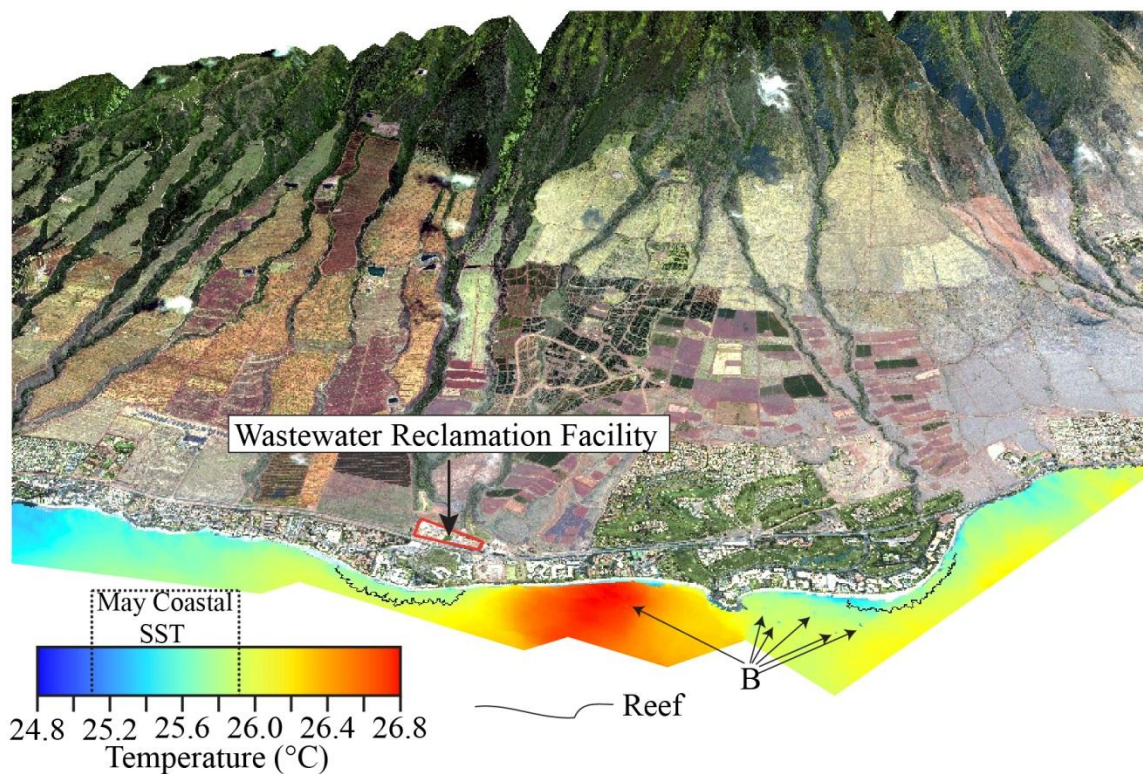 Wastewater Reclamation Facility
May Coastal
SST
24.8 25.2 25.6 26.0 26.4 26.8
Temperature (°C)
Reef
B